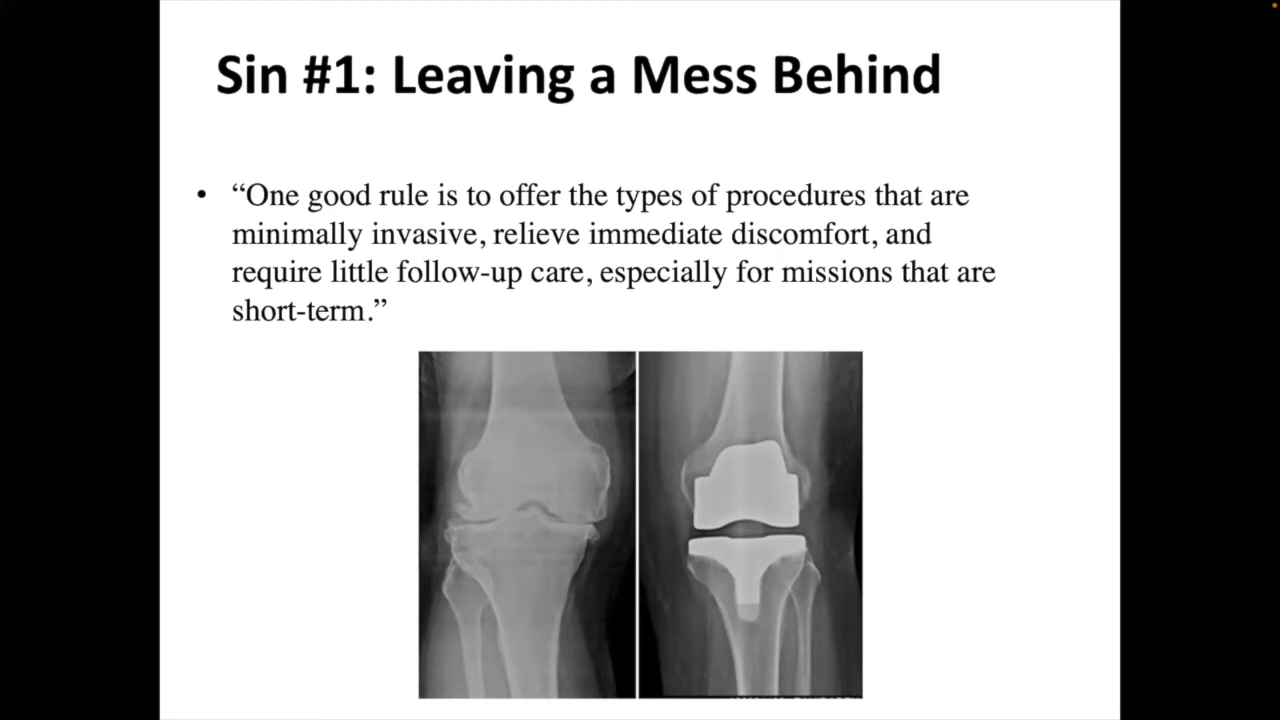 Sin #1: Leaving a Mess Behind
• “One good rule is to offer the types of procedures that are
minimally invasive, relieve immediate discomfort, and
require little follow-up care, especially for missions that are
short-term.”